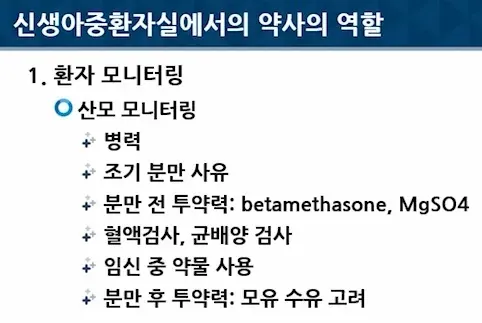 신생아중환자실에서의 약사의 역할
1. 환자 모니터링
산모 모니터링
병력
조기 분만 사유
분만 전 투약력: betamethasone, MgSO4
혈액검사, 균배양 검사
임신 중 약물 사용
분만 후 투약력: 모유 수유 고려